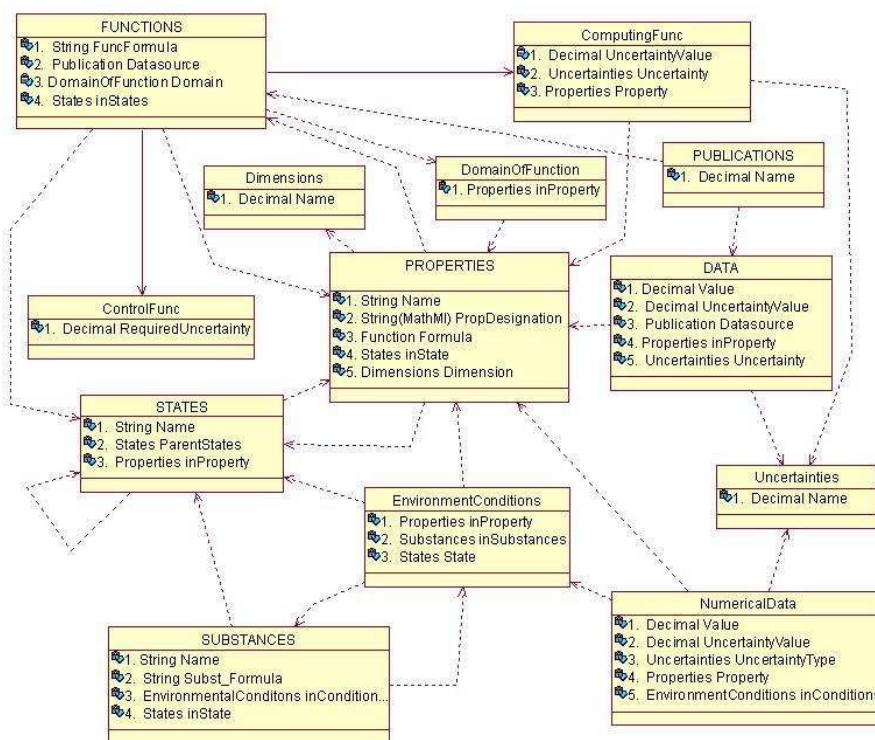 FUNCTIONS
1. String FuncFormula
2. Publication Datasource
3. DomainOfFunction Domain
4. States inStates
ComputingFunc
1. Decimal UncertaintyValue
2. Uncertainties Uncertainty
3. Properties Property
Dimensions
1. Decimal Name
DomainOfFunction
1. Properties inProperty
PUBLICATIONS
1. Decimal Name
ControlFunc
1. Decimal RequiredUncertainty
PROPERTIES
1. String Name
2. String(MathMl) PropDesignation
3. Function Formula
4. States inState
5. Dimensions Dimension
DATA
1. Decimal Value
2. Decimal UncertaintyValue
3. Publication Datasource
4. Properties inProperty
5. Uncertainties Uncertainty
STATES
1. String Name
2. States ParentStates
3. Properties inProperty
EnvironmentConditions
1. Properties inProperty
2. Substances inSubstances
3. States State
Uncertainties
1. Decimal Name
SUBSTANCES
1. String Name
2. String Subst_Formula
3. EnvironmentalConditons inCondition...
4. States inState
NumericalData
1. Decimal Value
2. Decimal UncertaintyValue
3. Uncertainties UncertaintyType
4. Properties Property
5. EnvironmentConditions inConditions